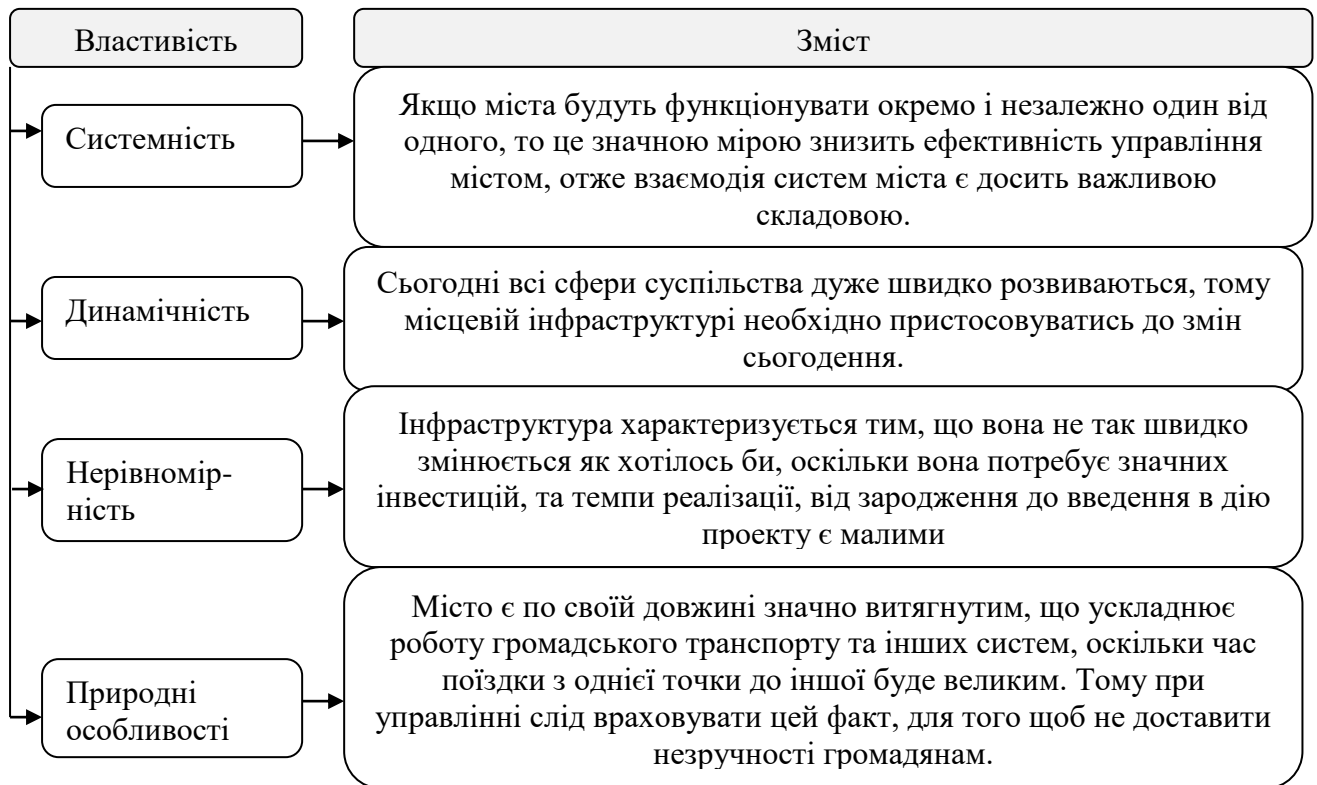 Властивість
Зміст
Системність
Якщо міста будуть функціонувати окремо і незалежно один від
одного, то це значною мірою знизить ефективність управління
містом, отже взаємодія систем міста є досить важливою
складовою.
Динамічність
Сьогодні всі сфери суспільства дуже швидко розвиваються, тому
місцевій інфраструктурі необхідно пристосовуватись до змін
сьогодення.
Нерівномір-
ність
Інфраструктура характеризується тим, що вона не так швидко
змінюється як хотілось би, оскільки вона потребує значних
інвестицій, та темпи реалізації, від зародження до введення в дію
проекту є малими
Природні
особливості
Місто є по своїй довжині значно витягнутим, що ускладнює
роботу громадського транспорту та інших систем, оскільки час
поїздки з однієї точки до іншої буде великим. Тому при
управлінні слід враховувати цей факт, для того щоб не доставити
незручності громадянам.